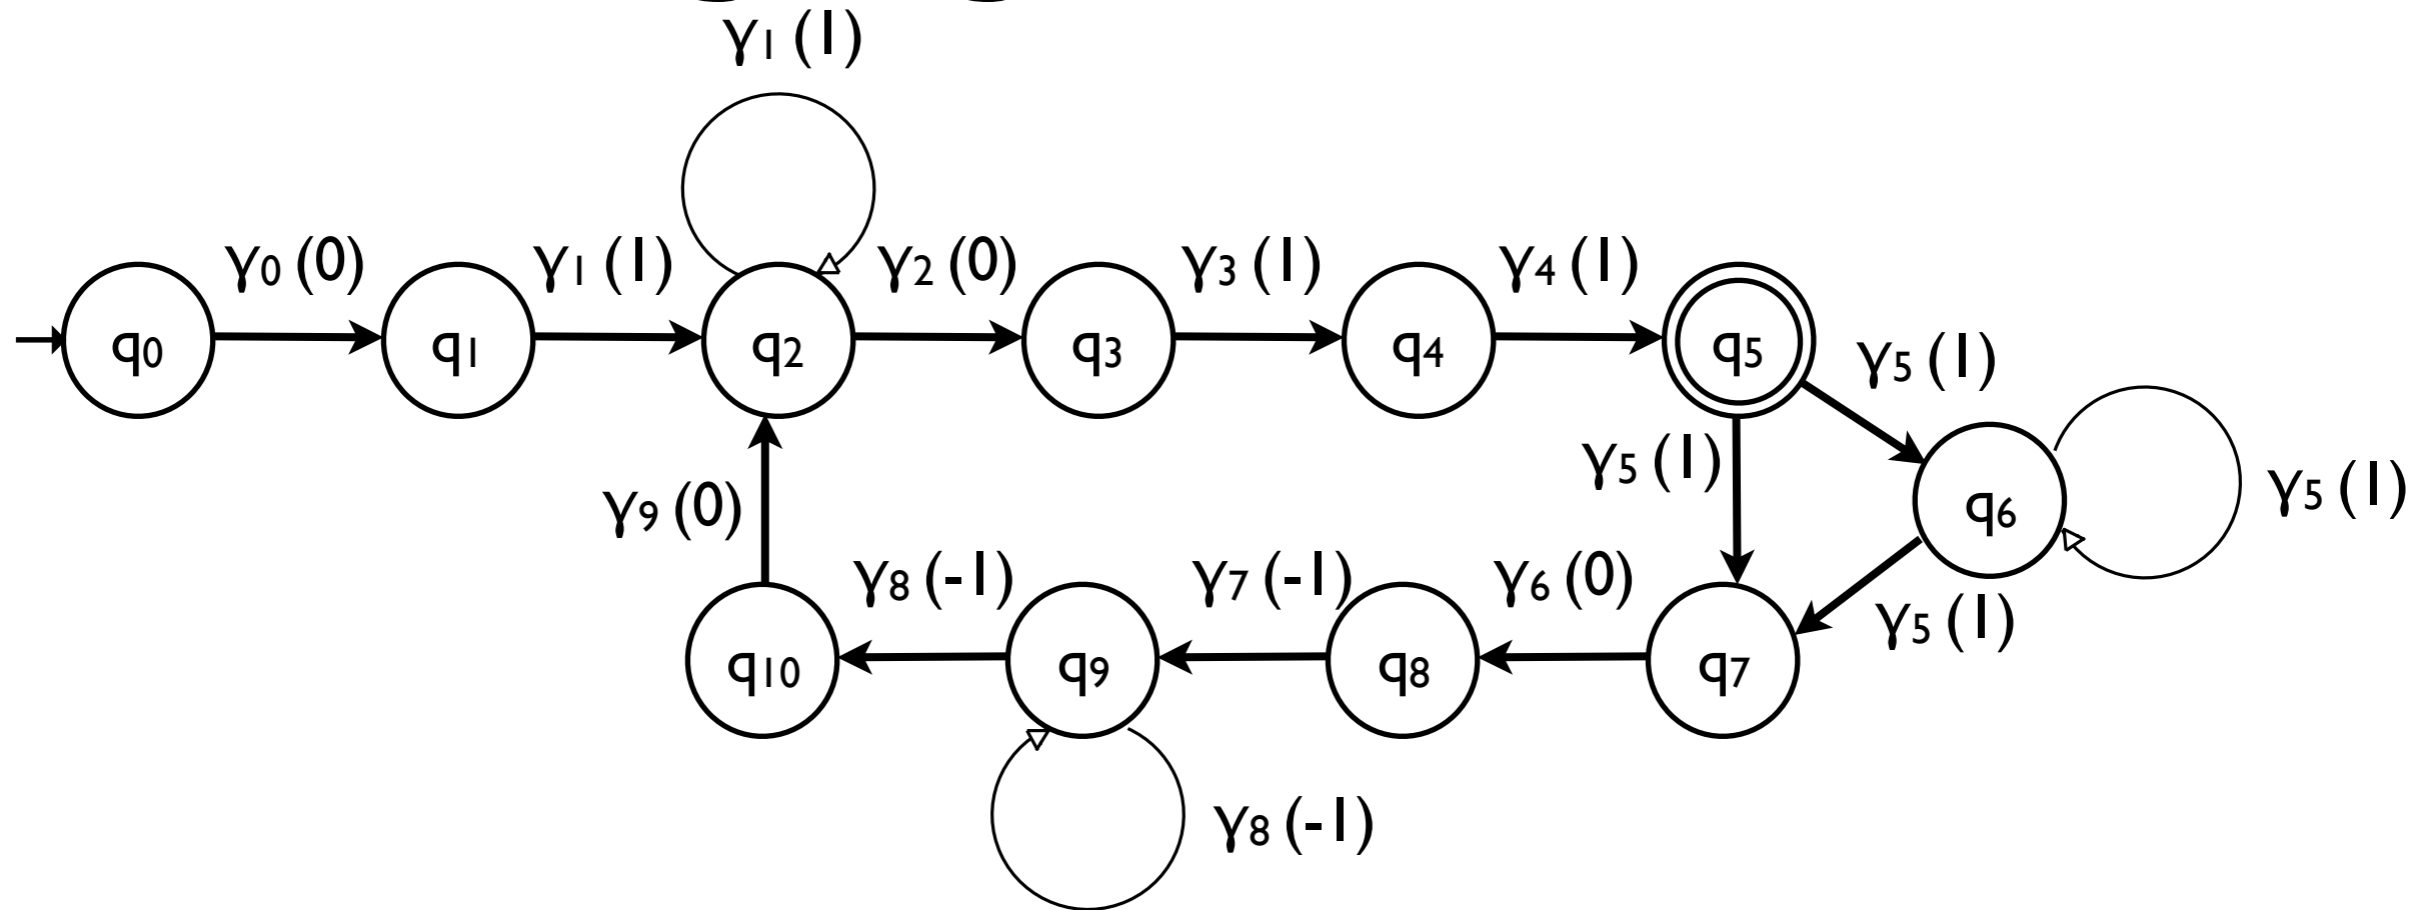 γ1 (1)
γ0 (0)
γ1 (1)
γ2 (0)
γ3 (1)
γ4 (1)
q0
q1
q2
q3
q4
q5
γ5 (1)
γ5 (1)
γ9 (0)
q6
γ5 (1)
γ8 (-1)
γ7 (-1)
γ6 (0)
γ5 (1)
q10
q9
q8
q7
γ8 (-1)